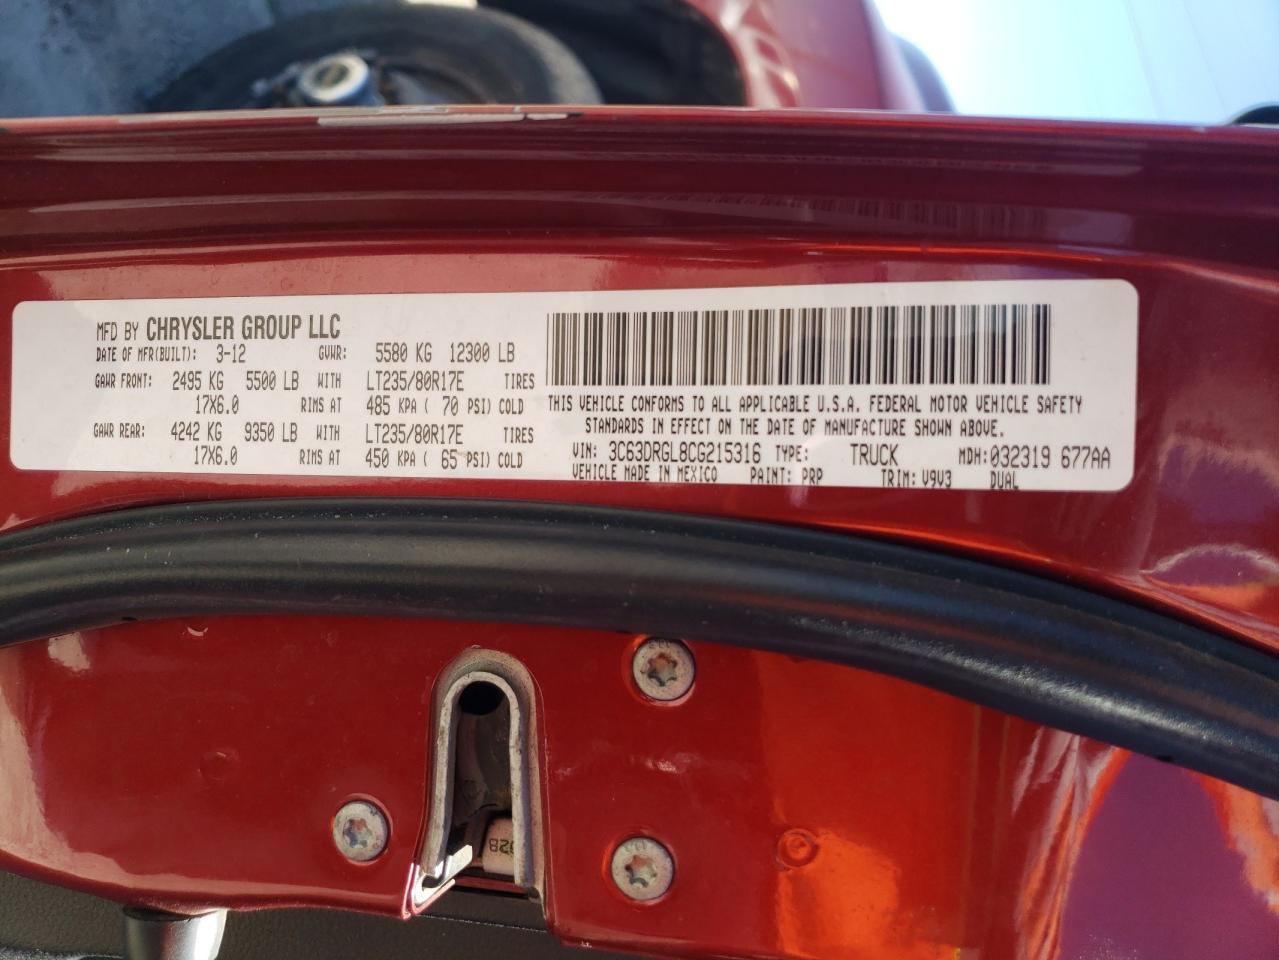 MFD BY CHRYSLER GROUP LLC
DATE OF MFR(BUILT): 3-12 GVWR: 5580 KG 12300 LB
GAWR FRONT: 2495 KG 5500 LB WITH LT235/80R17E TIRES
17X6.0 RIMS AT 485 KPA ( 70 PSI) COLD
GAWR REAR: 4242 KG 9350 LB WITH LT235/80R17E TIRES
17X6.0 RIMS AT 450 KPA ( 65 PSI) COLD
THIS VEHICLE CONFORMS TO ALL APPLICABLE U.S.A. FEDERAL MOTOR VEHICLE SAFETY
STANDARDS IN EFFECT ON THE DATE OF MANUFACTURE SHOWN ABOVE.
VIN: 3C63DRGL8CG215316 TYPE: TRUCK MDH: 032319 677AA
VEHICLE MADE IN MEXICO PAINT: PRP TRIM: V9V3 DUAL